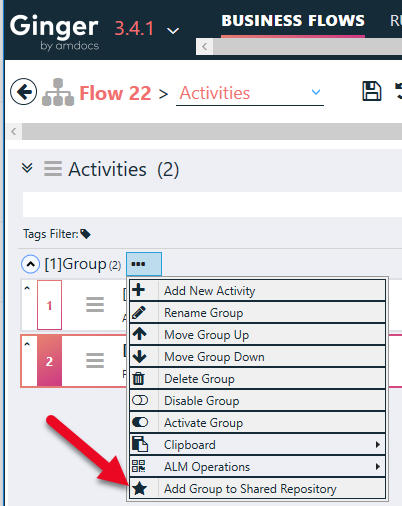 Ginger 3.4.1 BUSINESS FLOWS
by amdocs
Flow 22 > Activities
Activities (2)
Tags Filter:
[1]Group (2) •••
1
Add New Activity
Rename Group
Move Group Up
2
Move Group Down
Delete Group
Disable Group
Activate Group
Clipboard
ALM Operations
Add Group to Shared Repository